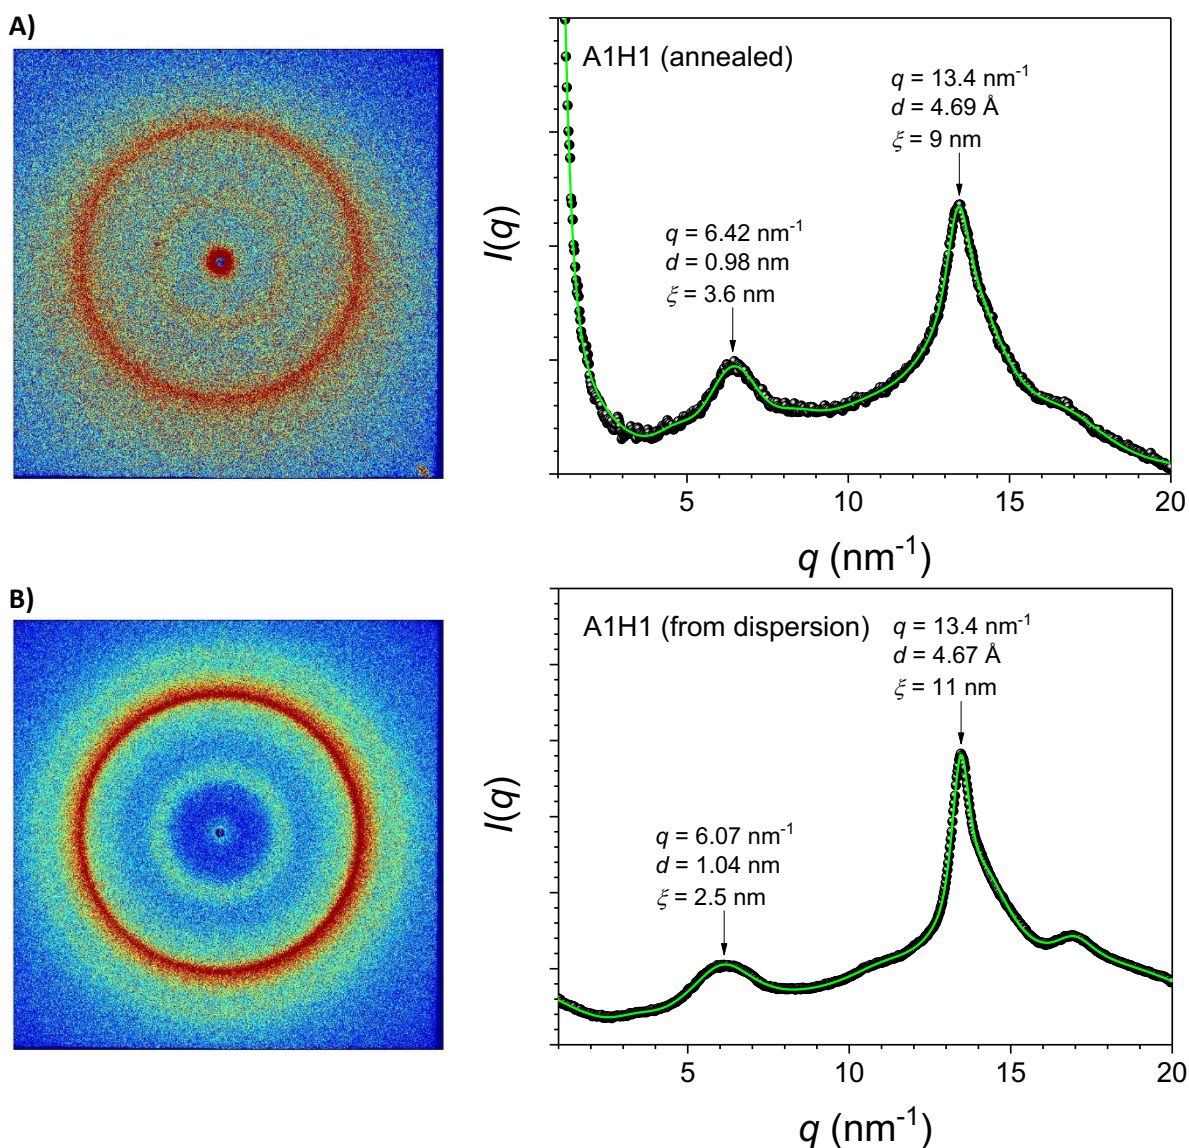 A)
A1H1 (annealed)
q = 13.4 nm⁻¹
d = 4.69 Å
ξ = 9 nm
q = 6.42 nm⁻¹
d = 0.98 nm
ξ = 3.6 nm
I(q)
5 10 15 20
q (nm⁻¹)
B)
A1H1 (from dispersion)
q = 13.4 nm⁻¹
d = 4.67 Å
ξ = 11 nm
q = 6.07 nm⁻¹
d = 1.04 nm
ξ = 2.5 nm
I(q)
5 10 15 20
q (nm⁻¹)